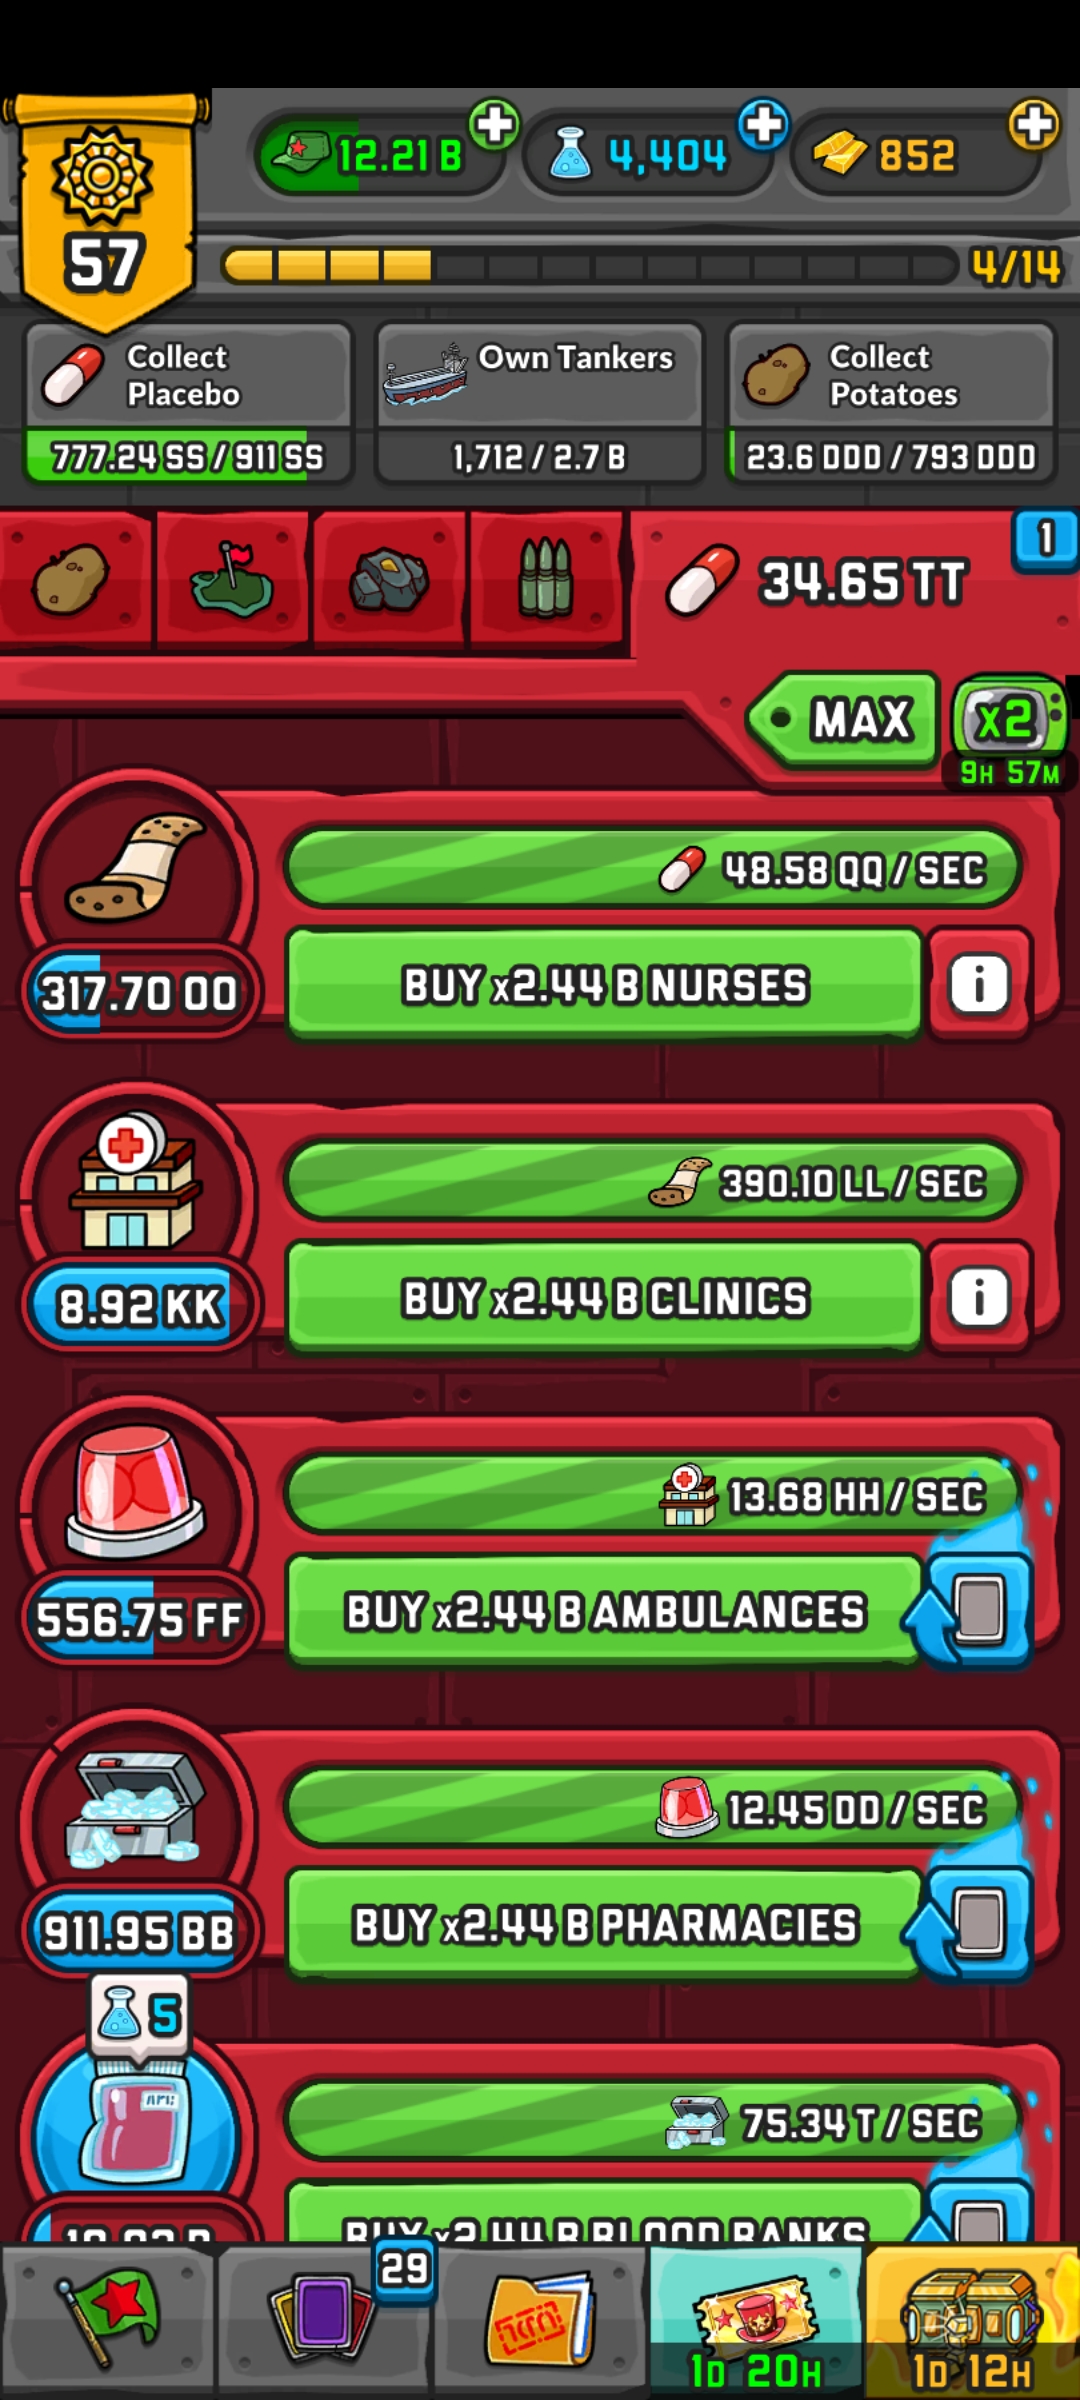 12.21 B
4,404
852
57
4/14
Collect
Placebo
777.24 SS / 911 SS
Own Tankers
1,712 / 2.7 B
Collect
Potatoes
23.6 DDD / 793 DDD
34.65 TT
1
MAX
x2
9H 57M
48.58 QQ / SEC
317.70 OO
BUY x2.44 B NURSES
390.10 LL / SEC
8.92 KK
BUY x2.44 B CLINICS
13.68 HH / SEC
556.75 FF
BUY x2.44 B AMBULANCES
12.45 DD / SEC
911.95 BB
BUY x2.44 B PHARMACIES
5
75.34 T / SEC
BUY x2.44 B BLOOD BANKS
29
1D 20H
1D 12H